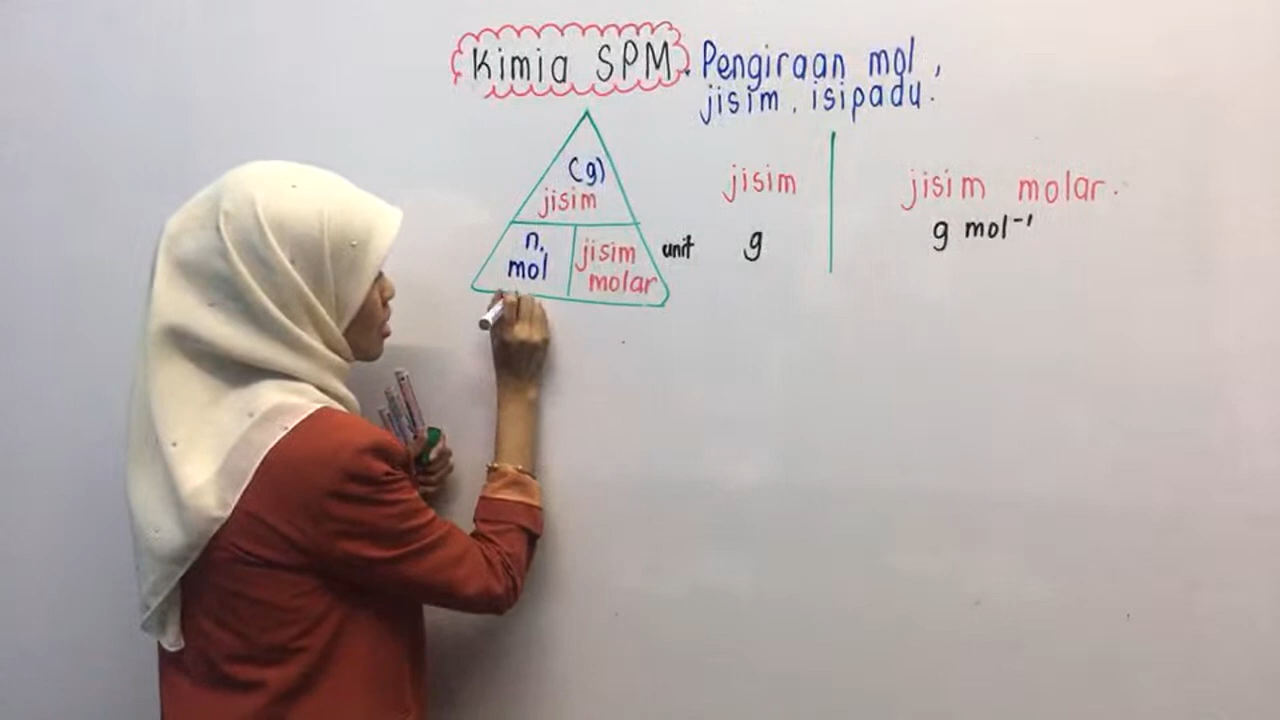 Kimia SPM. Pengiraan mol,
jisim, isipadu.
(g)
jisim
n.
mol
jisim
molar
unit
jisim
g
jisim molar.
g mol⁻¹